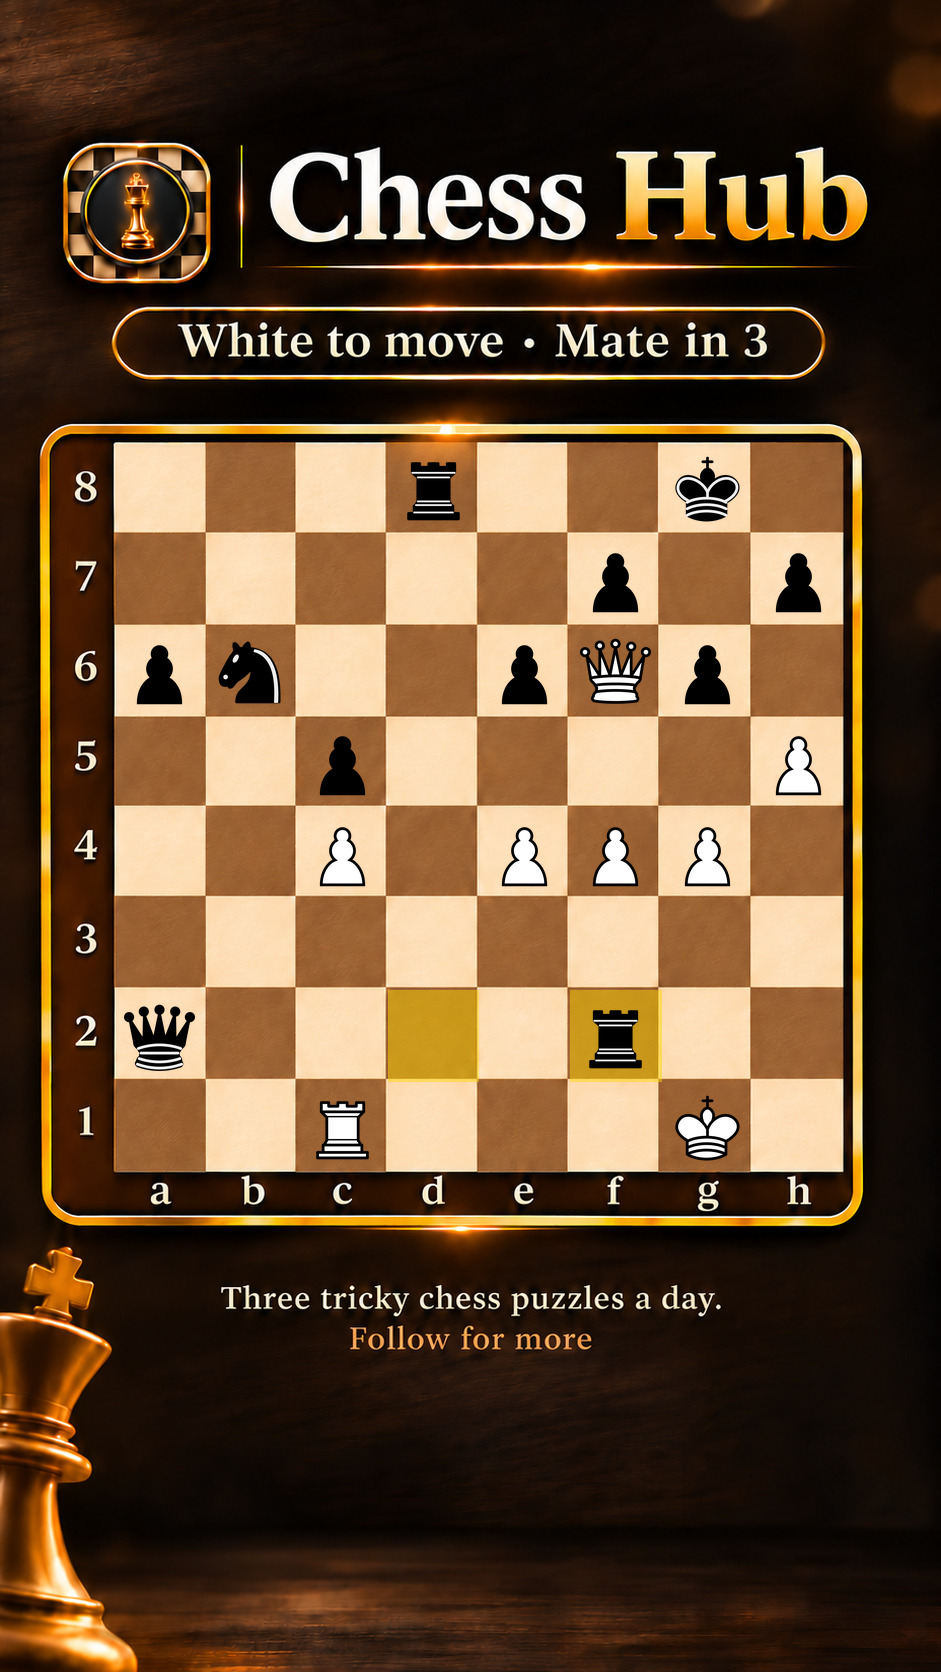 Chess Hub
White to move • Mate in 3
8
7
6
5
4
3
2
1
a b c d e f g h
Three tricky chess puzzles a day.
Follow for more